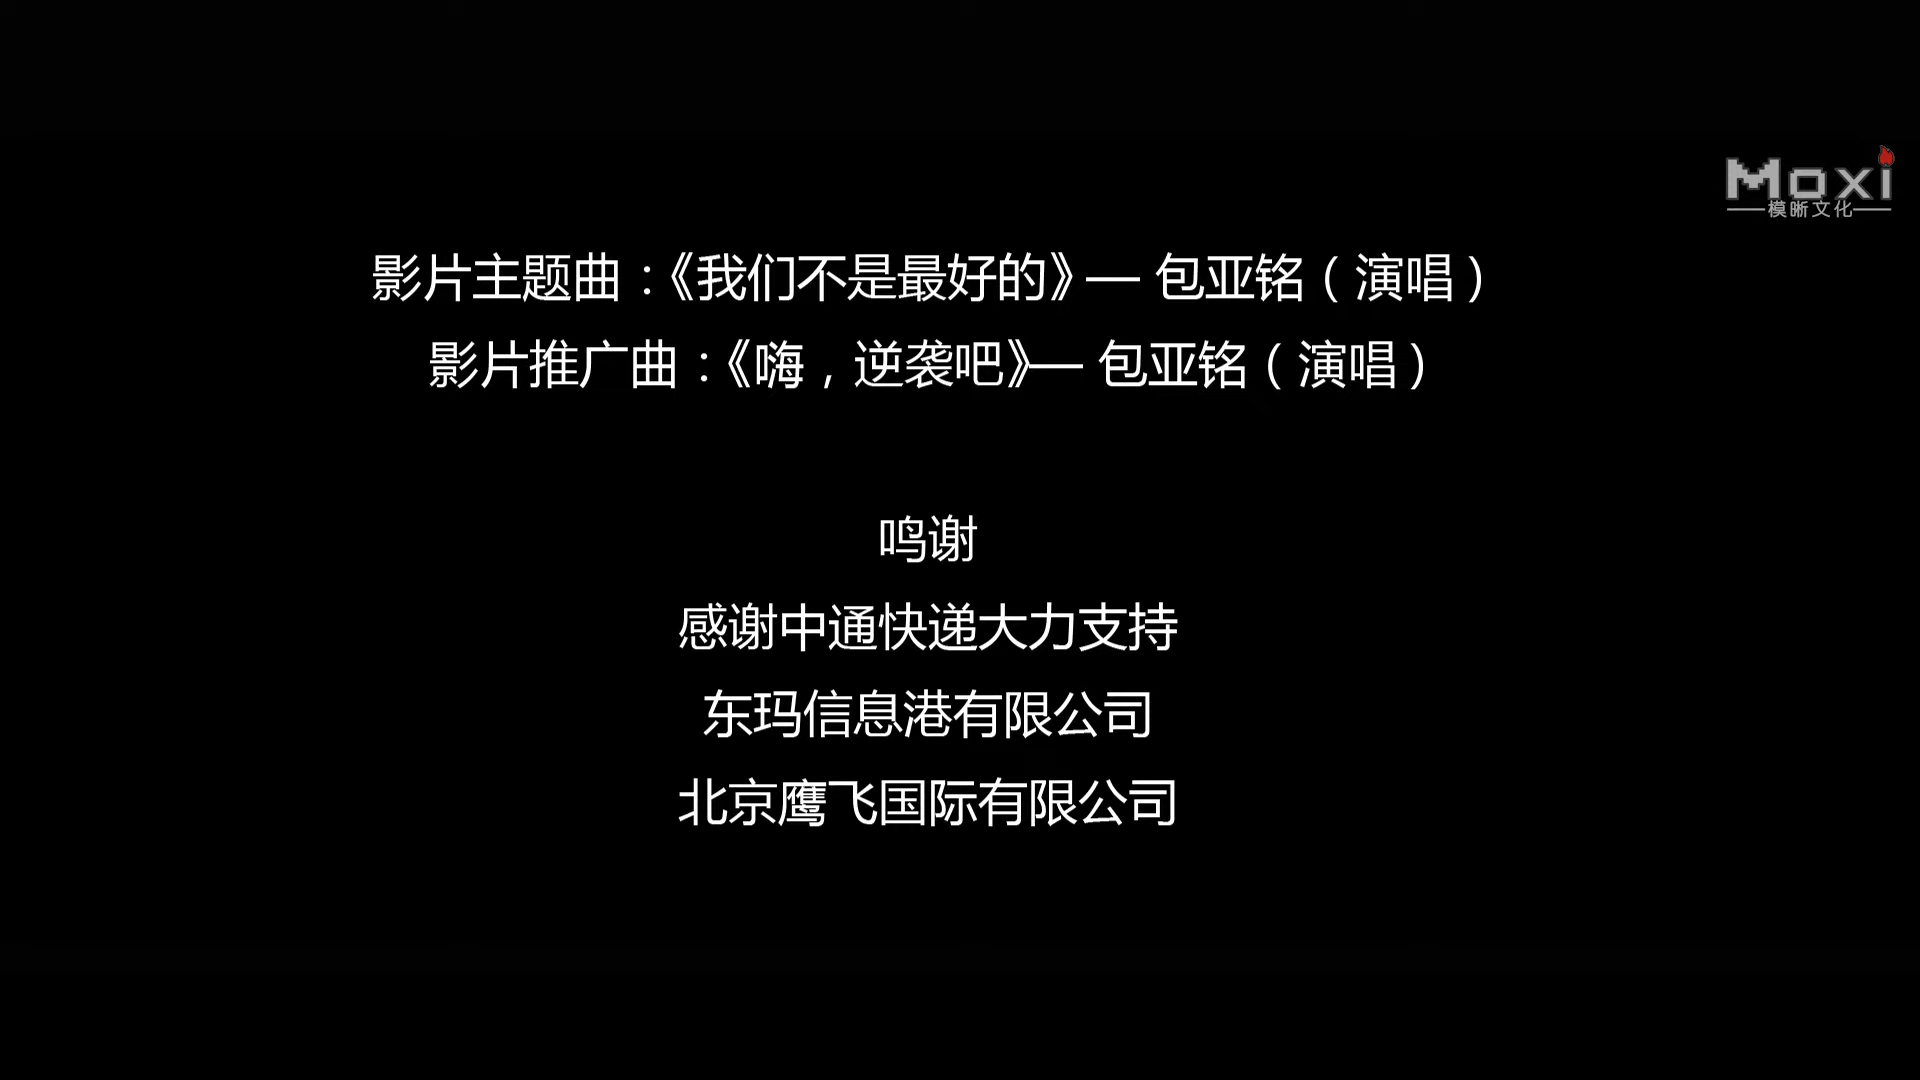 Moxi
模晰文化
影片主题曲：《我们不是最好的》— 包亚铭（演唱）
影片推广曲：《嗨，逆袭吧》— 包亚铭（演唱）
鸣谢
感谢中通快递大力支持
东玛信息港有限公司
北京鹰飞国际有限公司